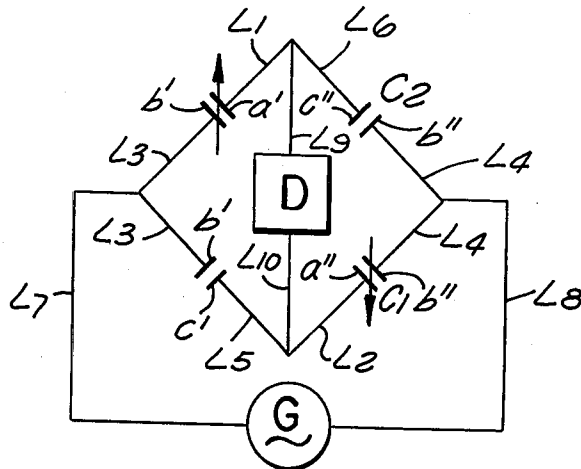 L1 L6
b' a' c" C2
L9 b"
L3 D L4
L3 b' L4
L10 a"
L7 C1 b" L8
c'
L5 L2
G
~